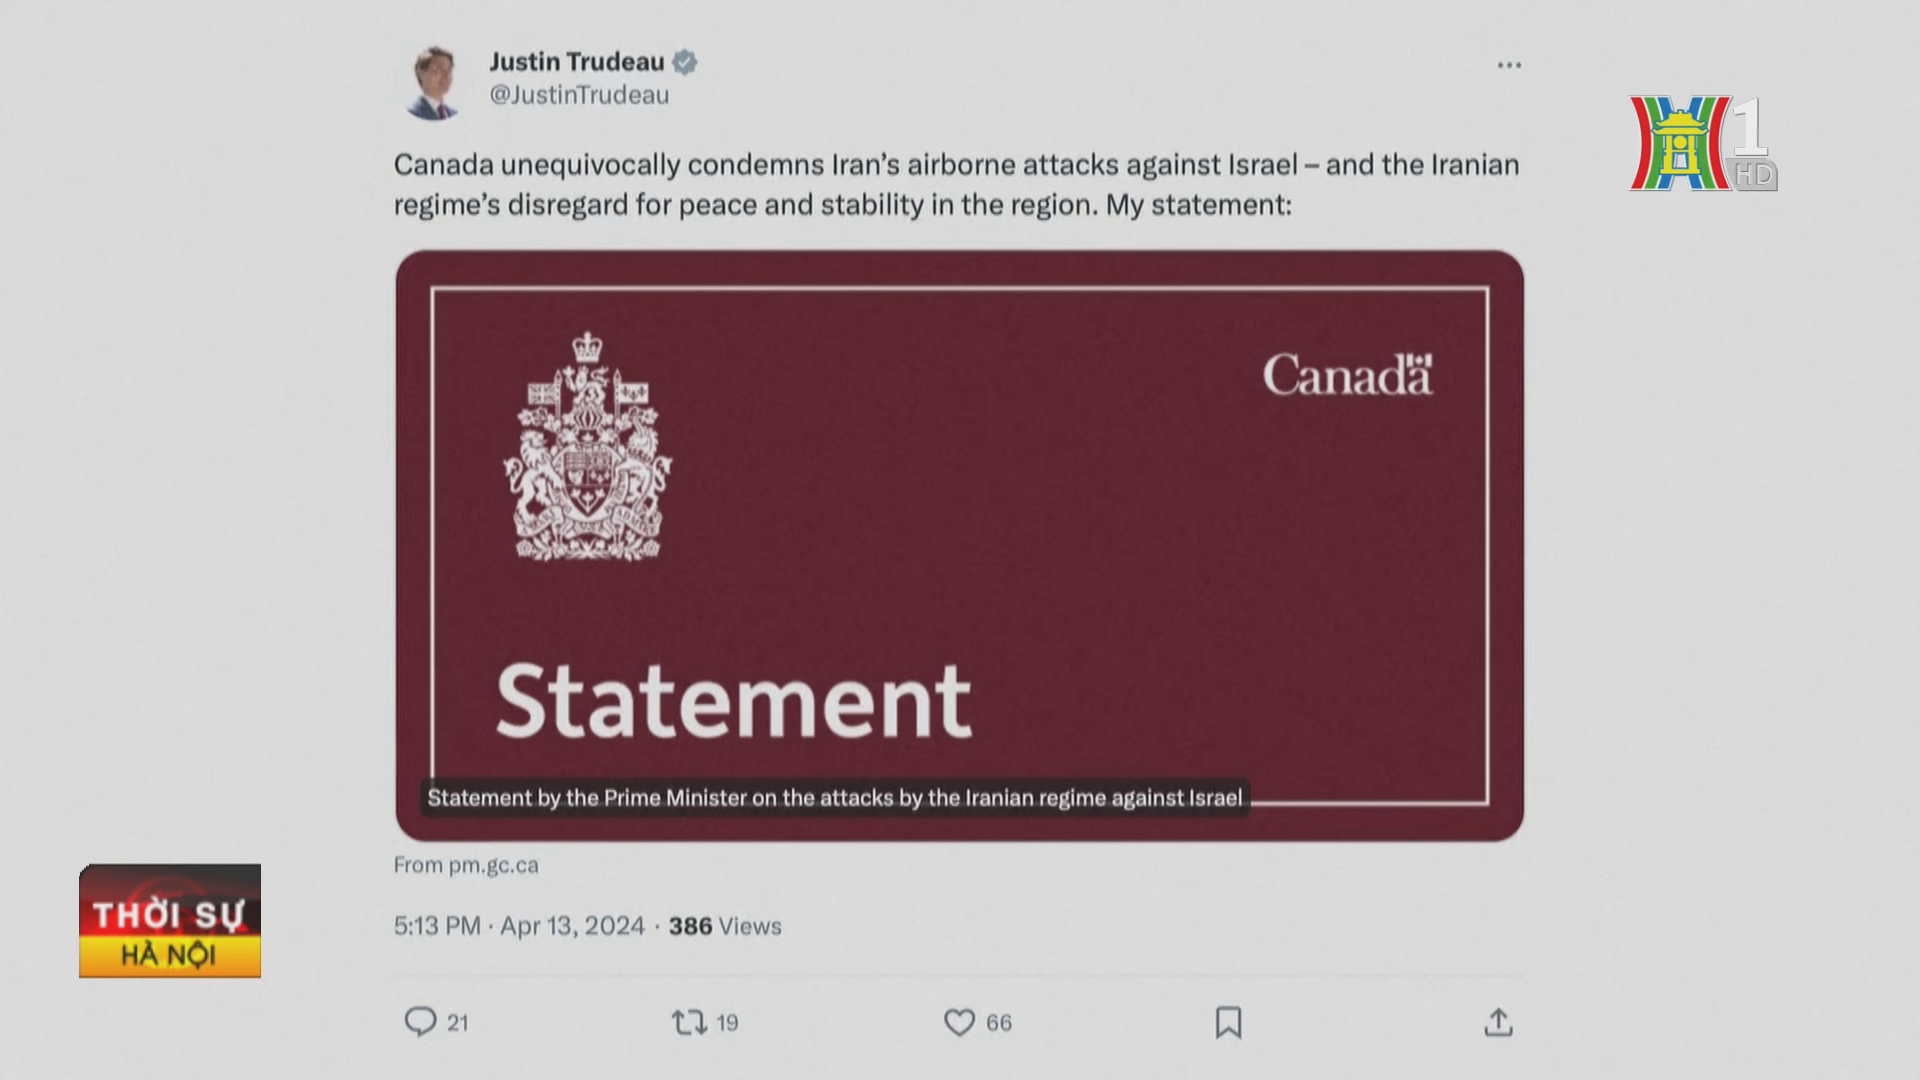 Justin Trudeau
@JustinTrudeau
1
HD
Canada unequivocally condemns Iran’s airborne attacks against Israel – and the Iranian
regime’s disregard for peace and stability in the region. My statement:
Canada
Statement
Statement by the Prime Minister on the attacks by the Iranian regime against Israel
From pm.gc.ca
THỜI SỰ
HÀ NỘI
5:13 PM · Apr 13, 2024 · 386 Views
21
19
66